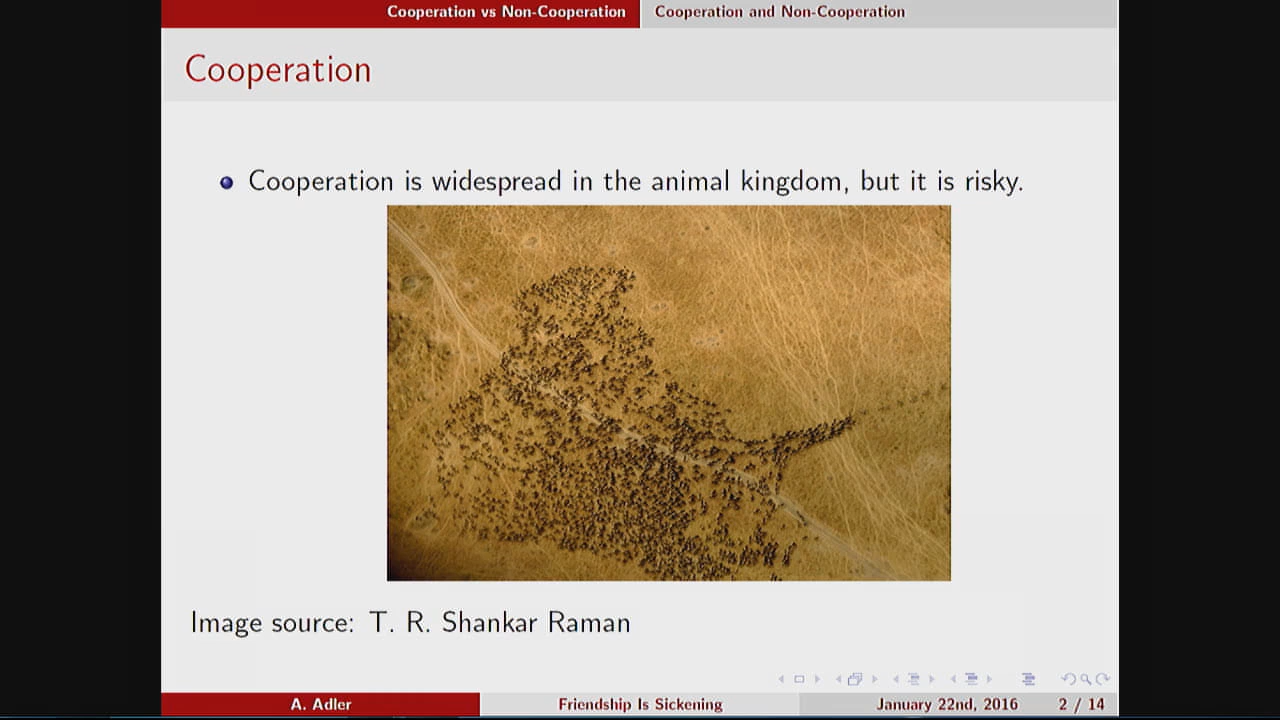 Cooperation vs Non-Cooperation Cooperation and Non-Cooperation
Cooperation
Cooperation is widespread in the animal kingdom, but it is risky.
Image source: T. R. Shankar Raman
A. Adler Friendship Is Sickening January 22nd, 2016 2 / 14